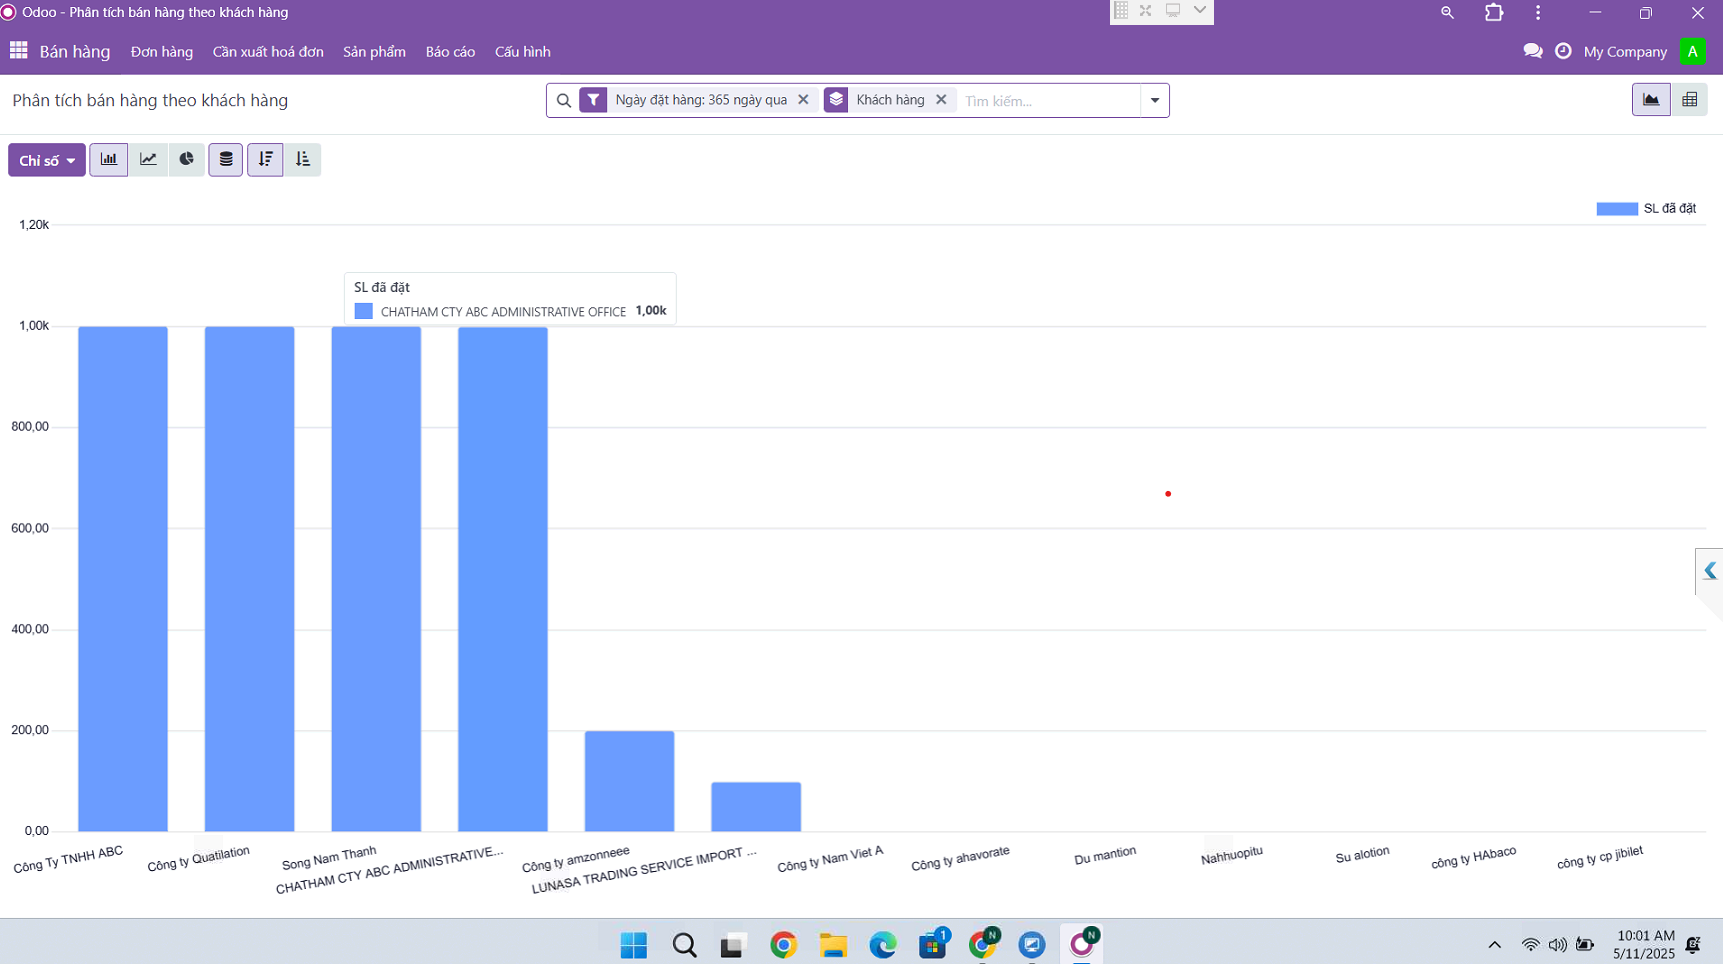 Odoo - Phân tích bán hàng theo khách hàng
Bán hàng Đơn hàng Cần xuất hoá đơn Sản phẩm Báo cáo Cấu hình My Company A
Phân tích bán hàng theo khách hàng Ngày đặt hàng: 365 ngày qua Khách hàng Tìm kiếm...
Chỉ số
SL đã đặt
1,20k
SL đã đặt
CHATHAM CTY ABC ADMINISTRATIVE OFFICE 1,00k
1,00k
800,00
600,00
400,00
200,00
0,00
Công Ty TNHH ABC
Công ty Quatilation
Song Nam Thanh
CHATHAM CTY ABC ADMINISTRATIVE...
Công ty amzonneee
LUNASA TRADING SERVICE IMPORT ...
Công ty Nam Viet A
Công ty ahavorate
Du mantion
Nahhuopitu
Su alotion
công ty HAbaco
công ty cp jibilet
1
N
N
10:01 AM
5/11/2025